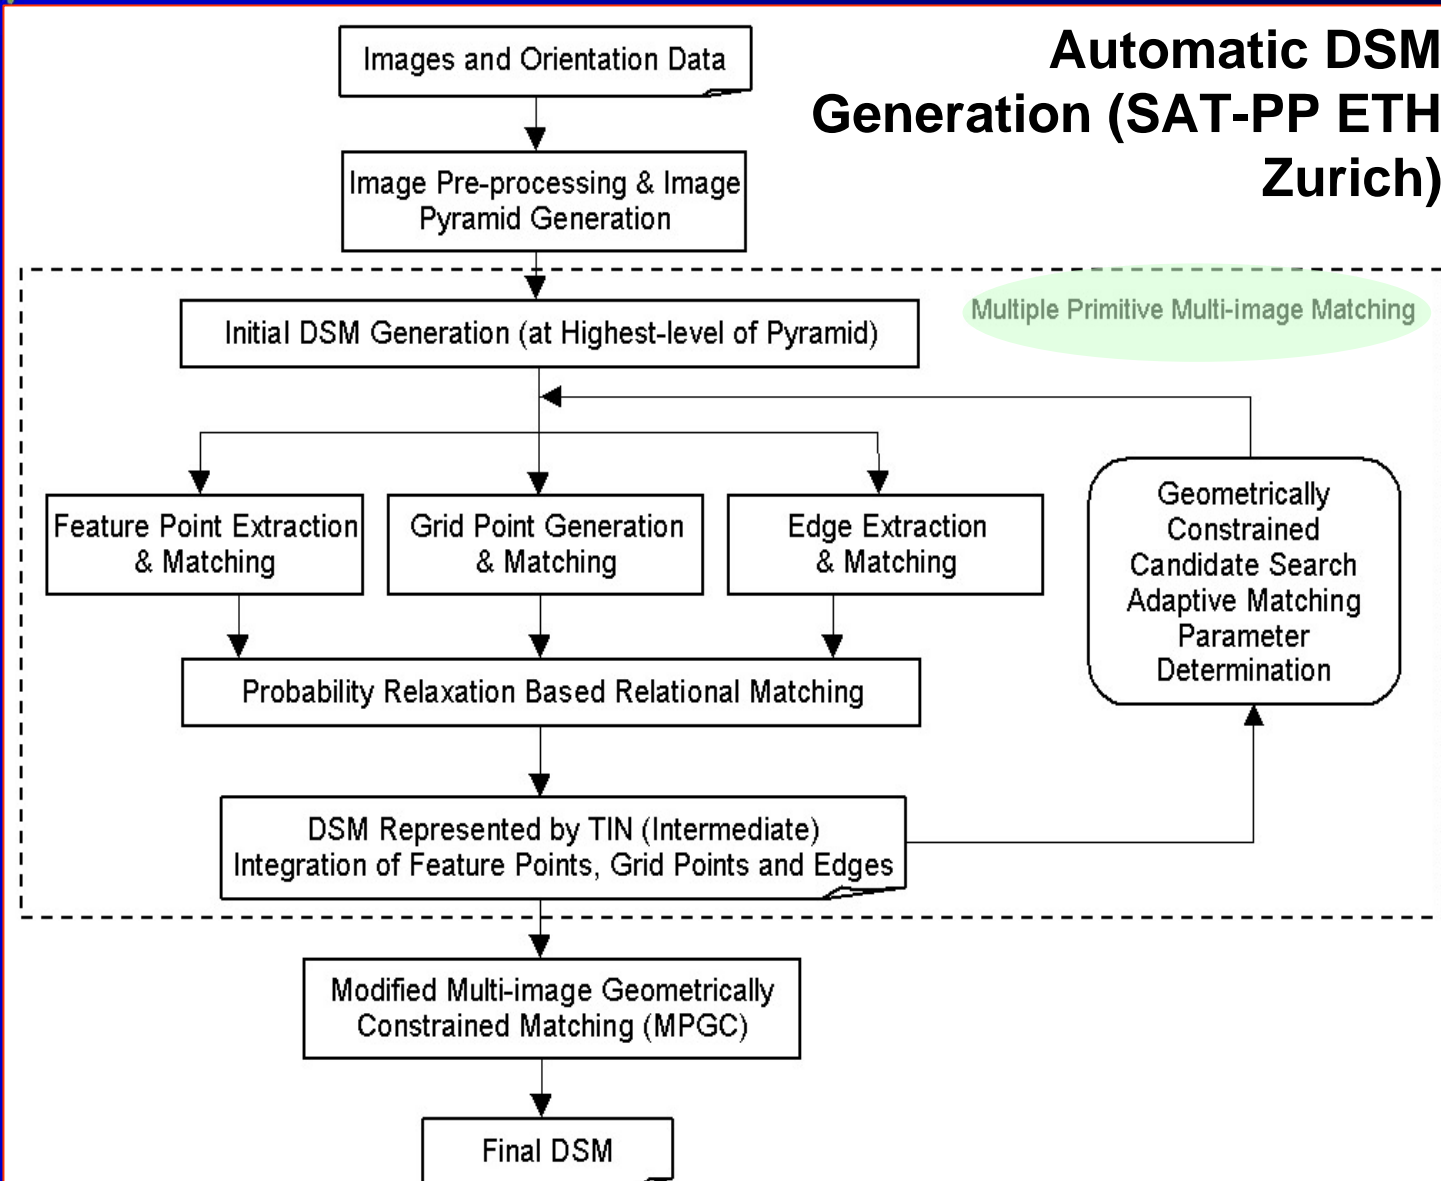 Automatic DSM
Generation (SAT-PP ETH
Zurich)
Images and Orientation Data
Image Pre-processing & Image
Pyramid Generation
Multiple Primitive Multi-image Matching
Initial DSM Generation (at Highest-level of Pyramid)
Feature Point Extraction
& Matching
Grid Point Generation
& Matching
Edge Extraction
& Matching
Geometrically
Constrained
Candidate Search
Adaptive Matching
Parameter
Determination
Probability Relaxation Based Relational Matching
DSM Represented by TIN (Intermediate)
Integration of Feature Points, Grid Points and Edges
Modified Multi-image Geometrically
Constrained Matching (MPGC)
Final DSM